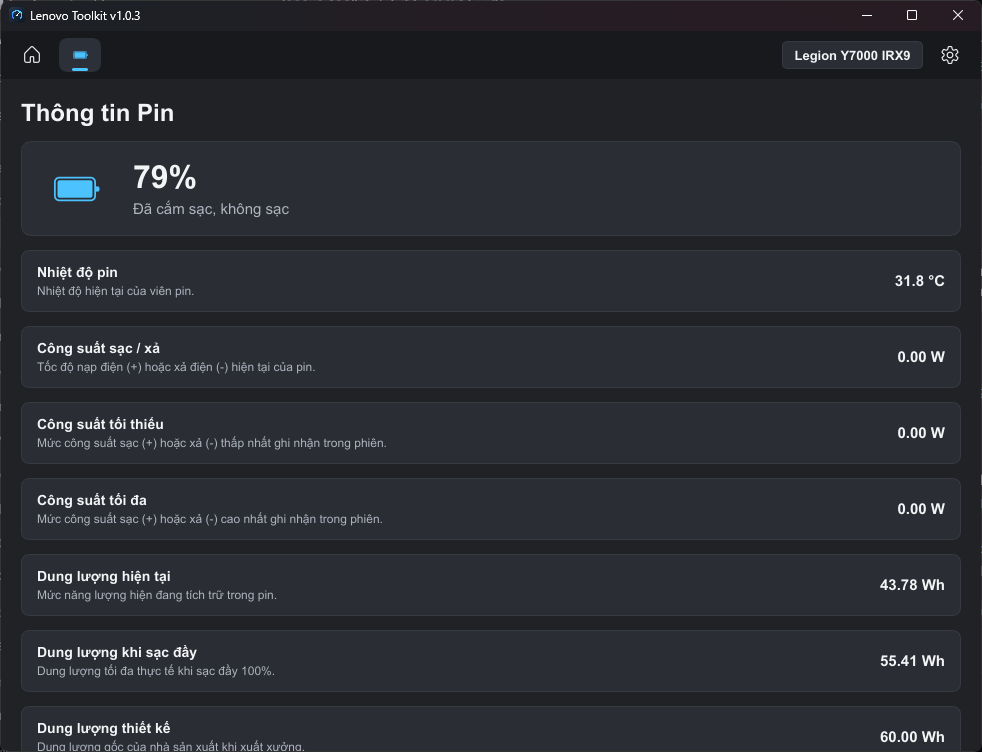 Lenovo Toolkit v1.0.3
Legion Y7000 IRX9
Thông tin Pin
79%
Đã cắm sạc, không sạc
Nhiệt độ pin
Nhiệt độ hiện tại của viên pin.
31.8 °C
Công suất sạc / xả
Tốc độ nạp điện (+) hoặc xả điện (-) hiện tại của pin.
0.00 W
Công suất tối thiểu
Mức công suất sạc (+) hoặc xả (-) thấp nhất ghi nhận trong phiên.
0.00 W
Công suất tối đa
Mức công suất sạc (+) hoặc xả (-) cao nhất ghi nhận trong phiên.
0.00 W
Dung lượng hiện tại
Mức năng lượng hiện đang tích trữ trong pin.
43.78 Wh
Dung lượng khi sạc đầy
Dung lượng tối đa thực tế khi sạc đầy 100%.
55.41 Wh
Dung lượng thiết kế
Dung lượng gốc của nhà sản xuất khi xuất xưởng.
60.00 Wh